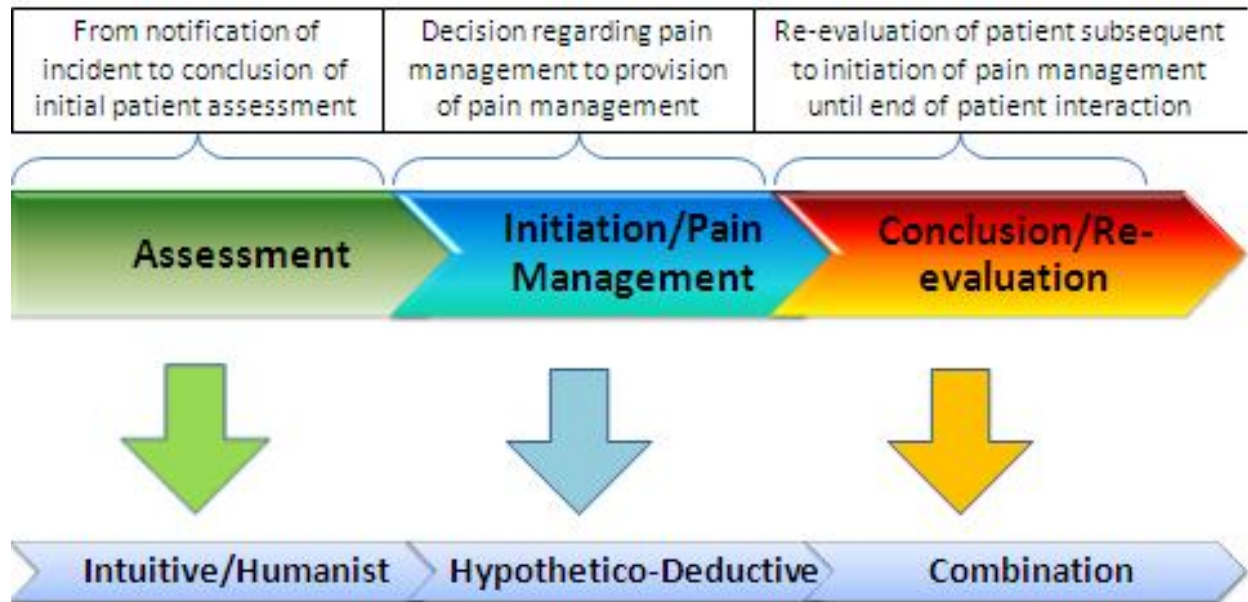 From notification of
incident to conclusion of
initial patient assessment
Decision regarding pain
management to provision
of pain management
Re-evaluation of patient subsequent
to initiation of pain management
until end of patient interaction
Assessment
Initiation/Pain
Management
Conclusion/Re-
evaluation
Intuitive/Humanist
Hypothetico-Deductive
Combination